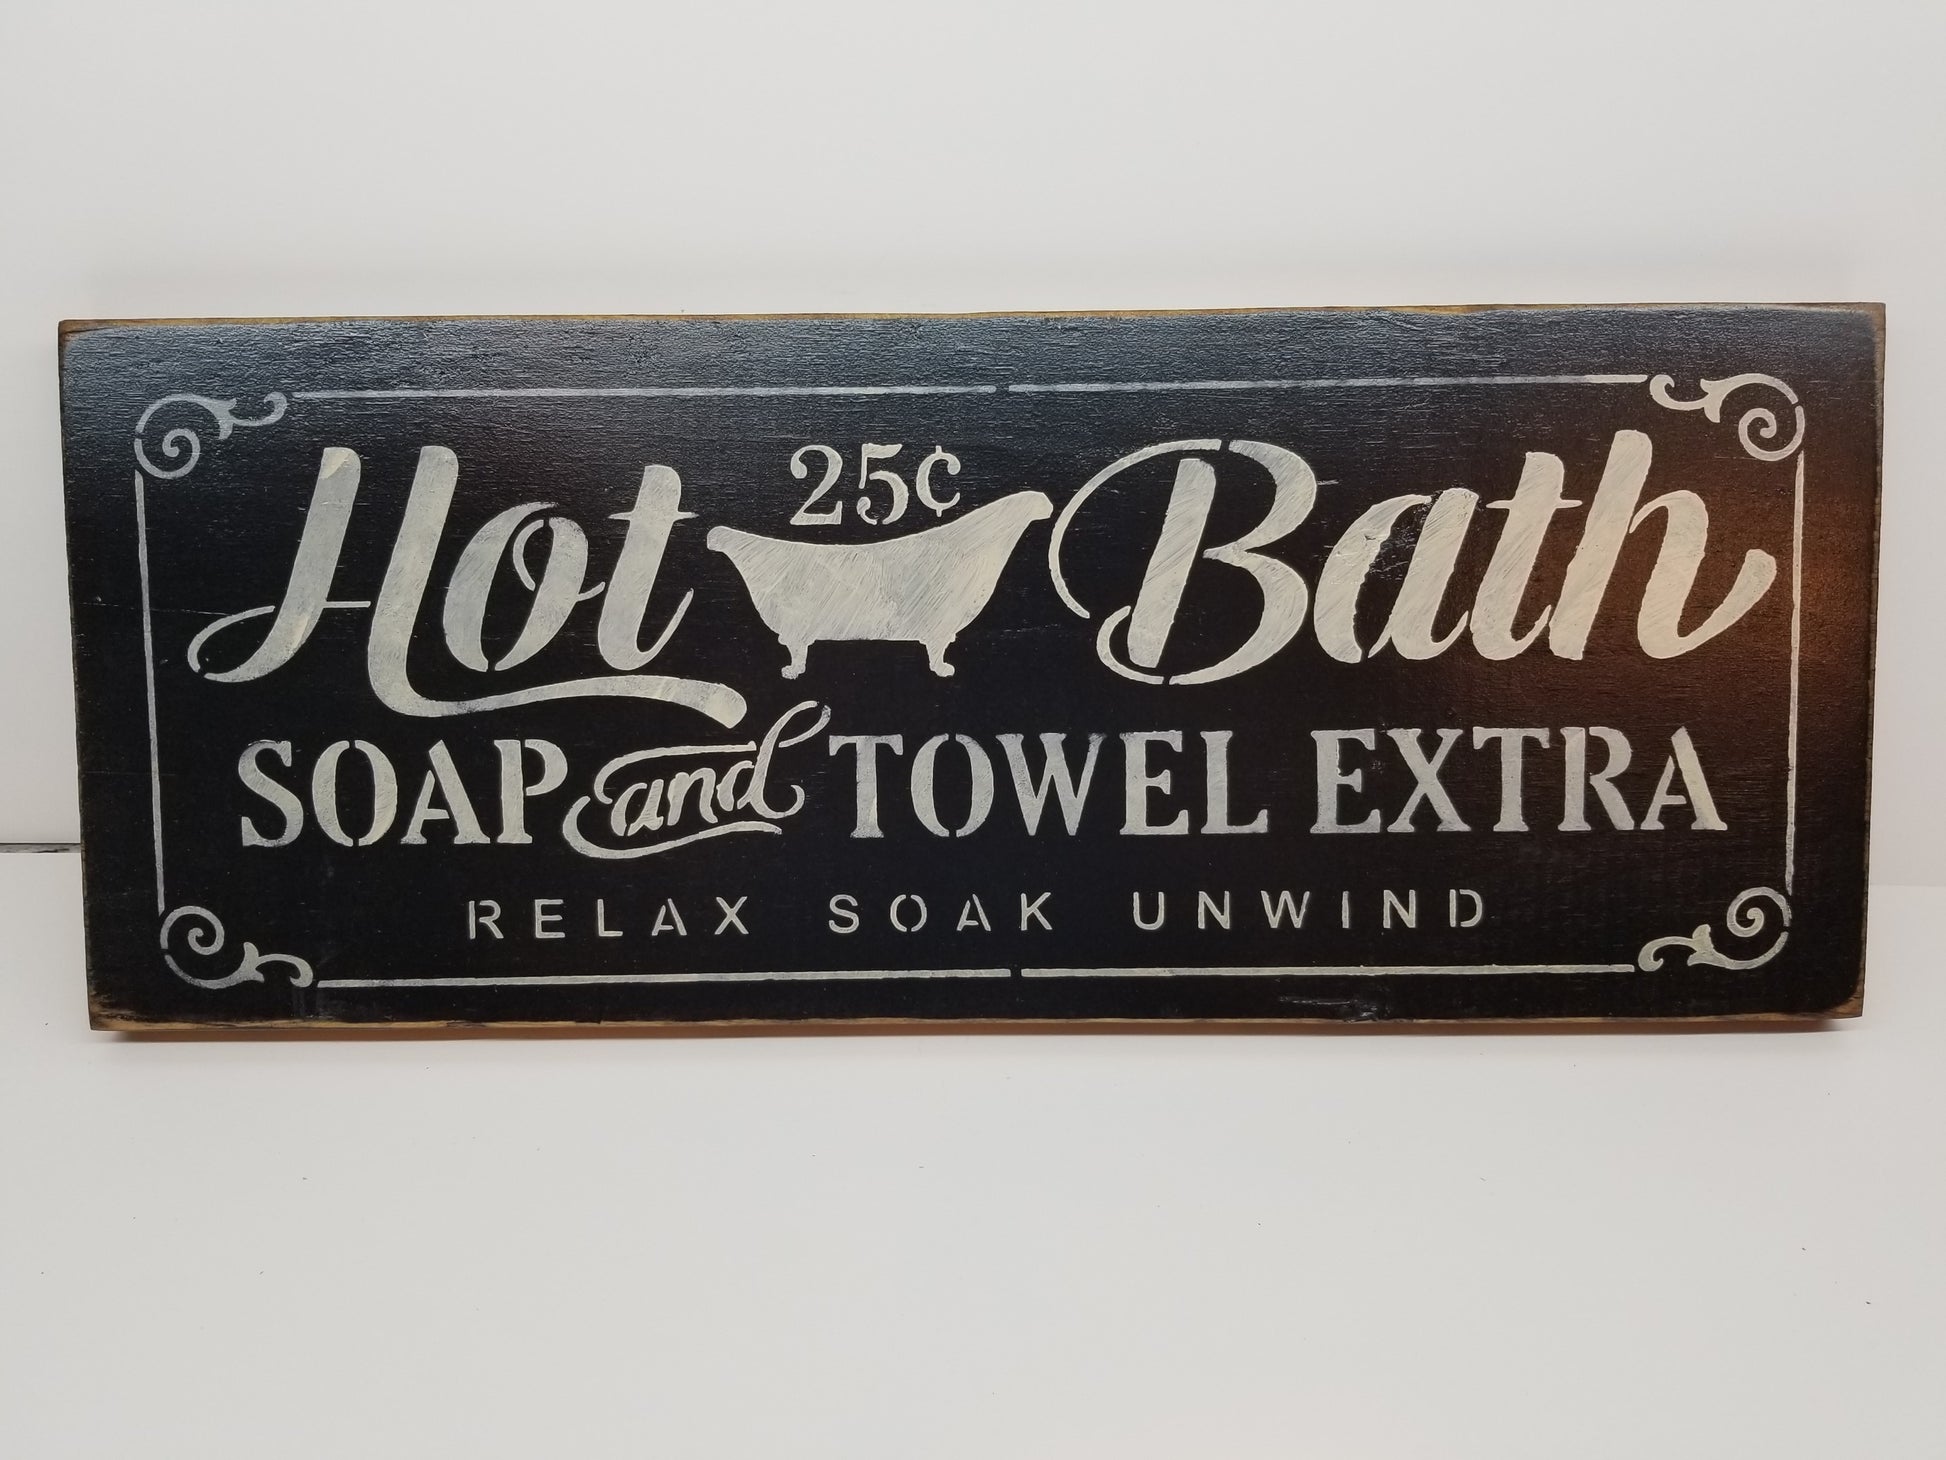 Hot 25¢ Bath
SOAP and TOWEL EXTRA
RELAX SOAK UNWIND